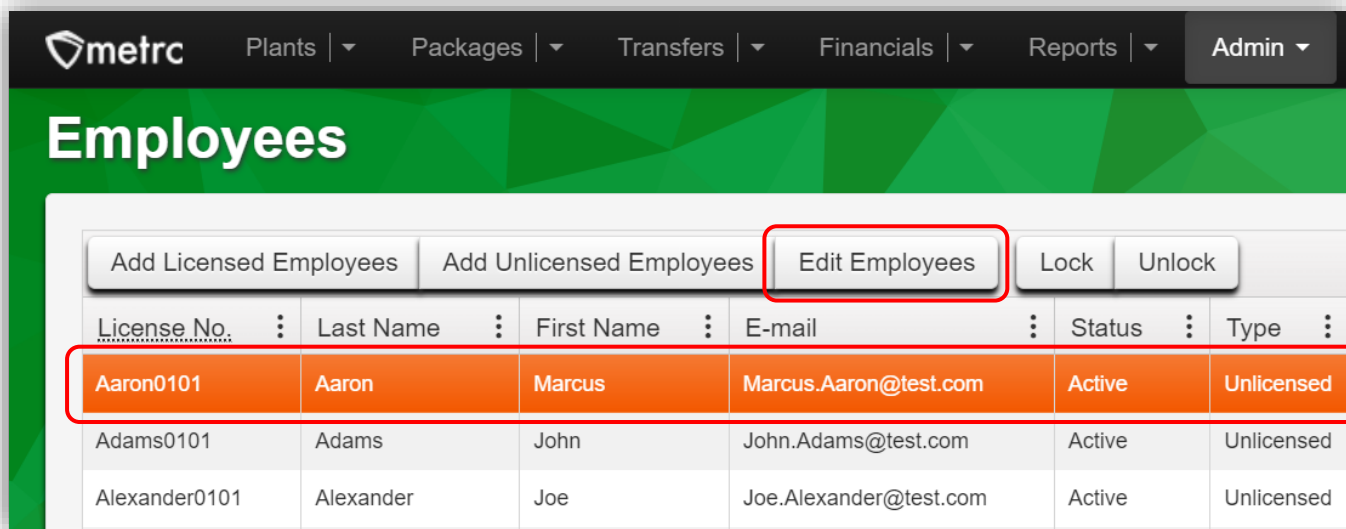 metrc Plants Packages Transfers Financials Reports Admin
Employees
Add Licensed Employees Add Unlicensed Employees Edit Employees Lock Unlock
License No. Last Name First Name E-mail Status Type
Aaron0101 Aaron Marcus Marcus.Aaron@test.com Active Unlicensed
Adams0101 Adams John John.Adams@test.com Active Unlicensed
Alexander0101 Alexander Joe Joe.Alexander@test.com Active Unlicensed